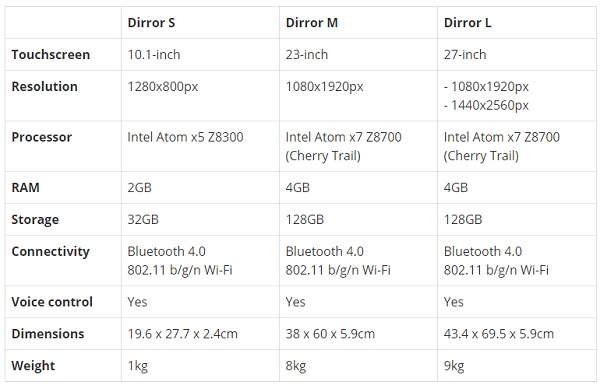 Dirror S Dirror M Dirror L
Touchscreen 10.1-inch 23-inch 27-inch
Resolution 1280x800px 1080x1920px - 1080x1920px
- 1440x2560px
Processor Intel Atom x5 Z8300 Intel Atom x7 Z8700 Intel Atom x7 Z8700
(Cherry Trail) (Cherry Trail)
RAM 2GB 4GB 4GB
Storage 32GB 128GB 128GB
Connectivity Bluetooth 4.0 Bluetooth 4.0 Bluetooth 4.0
802.11 b/g/n Wi-Fi 802.11 b/g/n Wi-Fi 802.11 b/g/n Wi-Fi
Voice control Yes Yes Yes
Dimensions 19.6 x 27.7 x 2.4cm 38 x 60 x 5.9cm 43.4 x 69.5 x 5.9cm
Weight 1kg 8kg 9kg